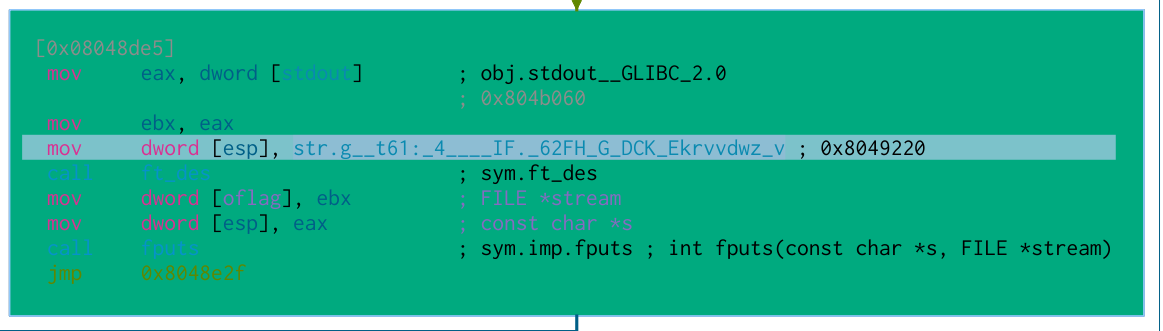 [0x08048de5]
mov eax, dword [stdout] ; obj.stdout__GLIBC_2.0
; 0x804b060
mov ebx, eax
mov dword [esp], str.g__t61:_4____IF._62FH_G_DCK_Ekrvvdwz_v ; 0x8049220
call ft_des ; sym.ft_des
mov dword [oflag], ebx ; FILE *stream
mov dword [esp], eax ; const char *s
call fputs ; sym.imp.fputs ; int fputs(const char *s, FILE *stream)
jmp 0x8048e2f